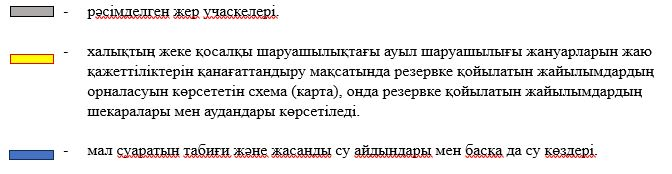 - рәсімделген жер учаскелері.
- халықтың жеке қосалқы шаруашылықтағы ауыл шаруашылығы жануарларын жаю
қажеттіліктерін қанағаттандыру мақсатында резервке қойылатын жайылымдардың
орналасуын көрсететін схема (карта), онда резервке қойылатын жайылымдардың
шекаралары мен аудандары көрсетіледі.
- мал суаратын табиғи және жасанды су айдындары мен басқа да су көздері.